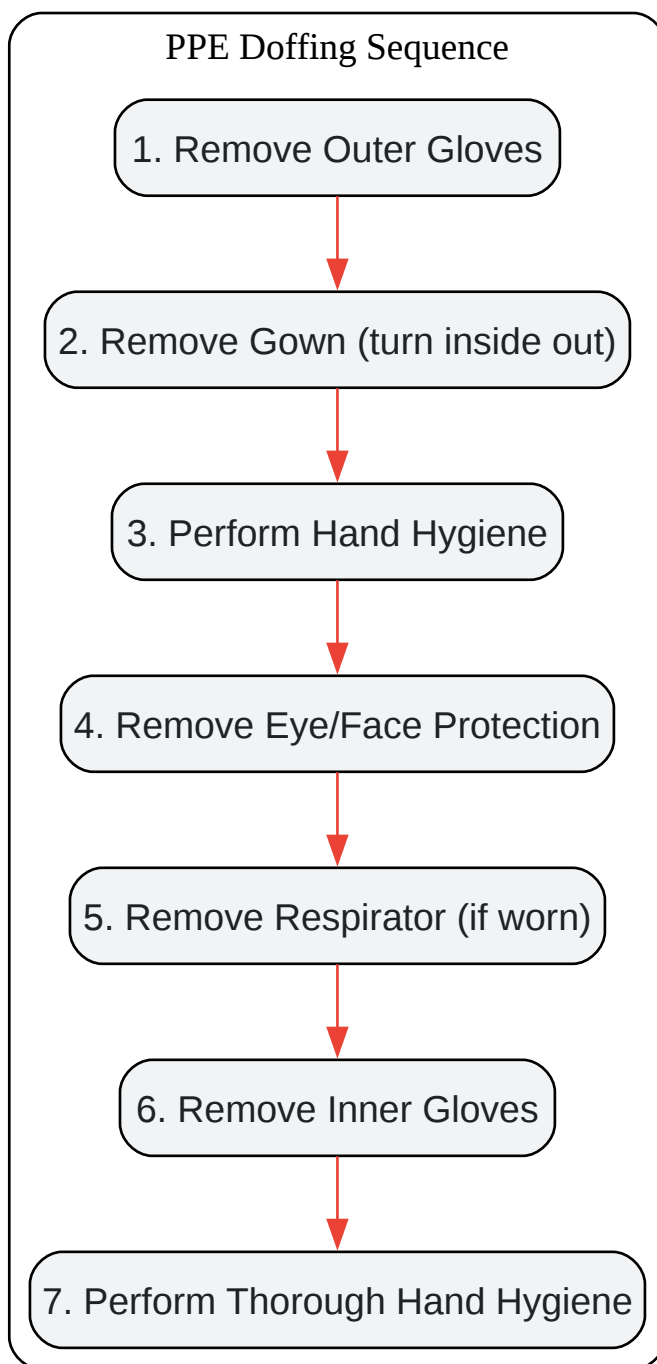 PPE Doffing Sequence
1. Remove Outer Gloves
2. Remove Gown (turn inside out)
3. Perform Hand Hygiene
4. Remove Eye/Face Protection
5. Remove Respirator (if worn)
6. Remove Inner Gloves
7. Perform Thorough Hand Hygiene